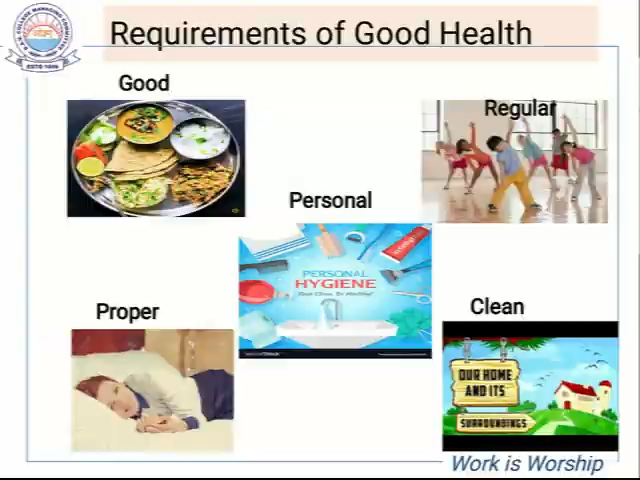 Requirements of Good Health
Good
Regular
Personal
PERSONAL
HYGIENE
Proper
Clean
OUR HOME
AND ITS
SURROUNDINGS
Work is Worship